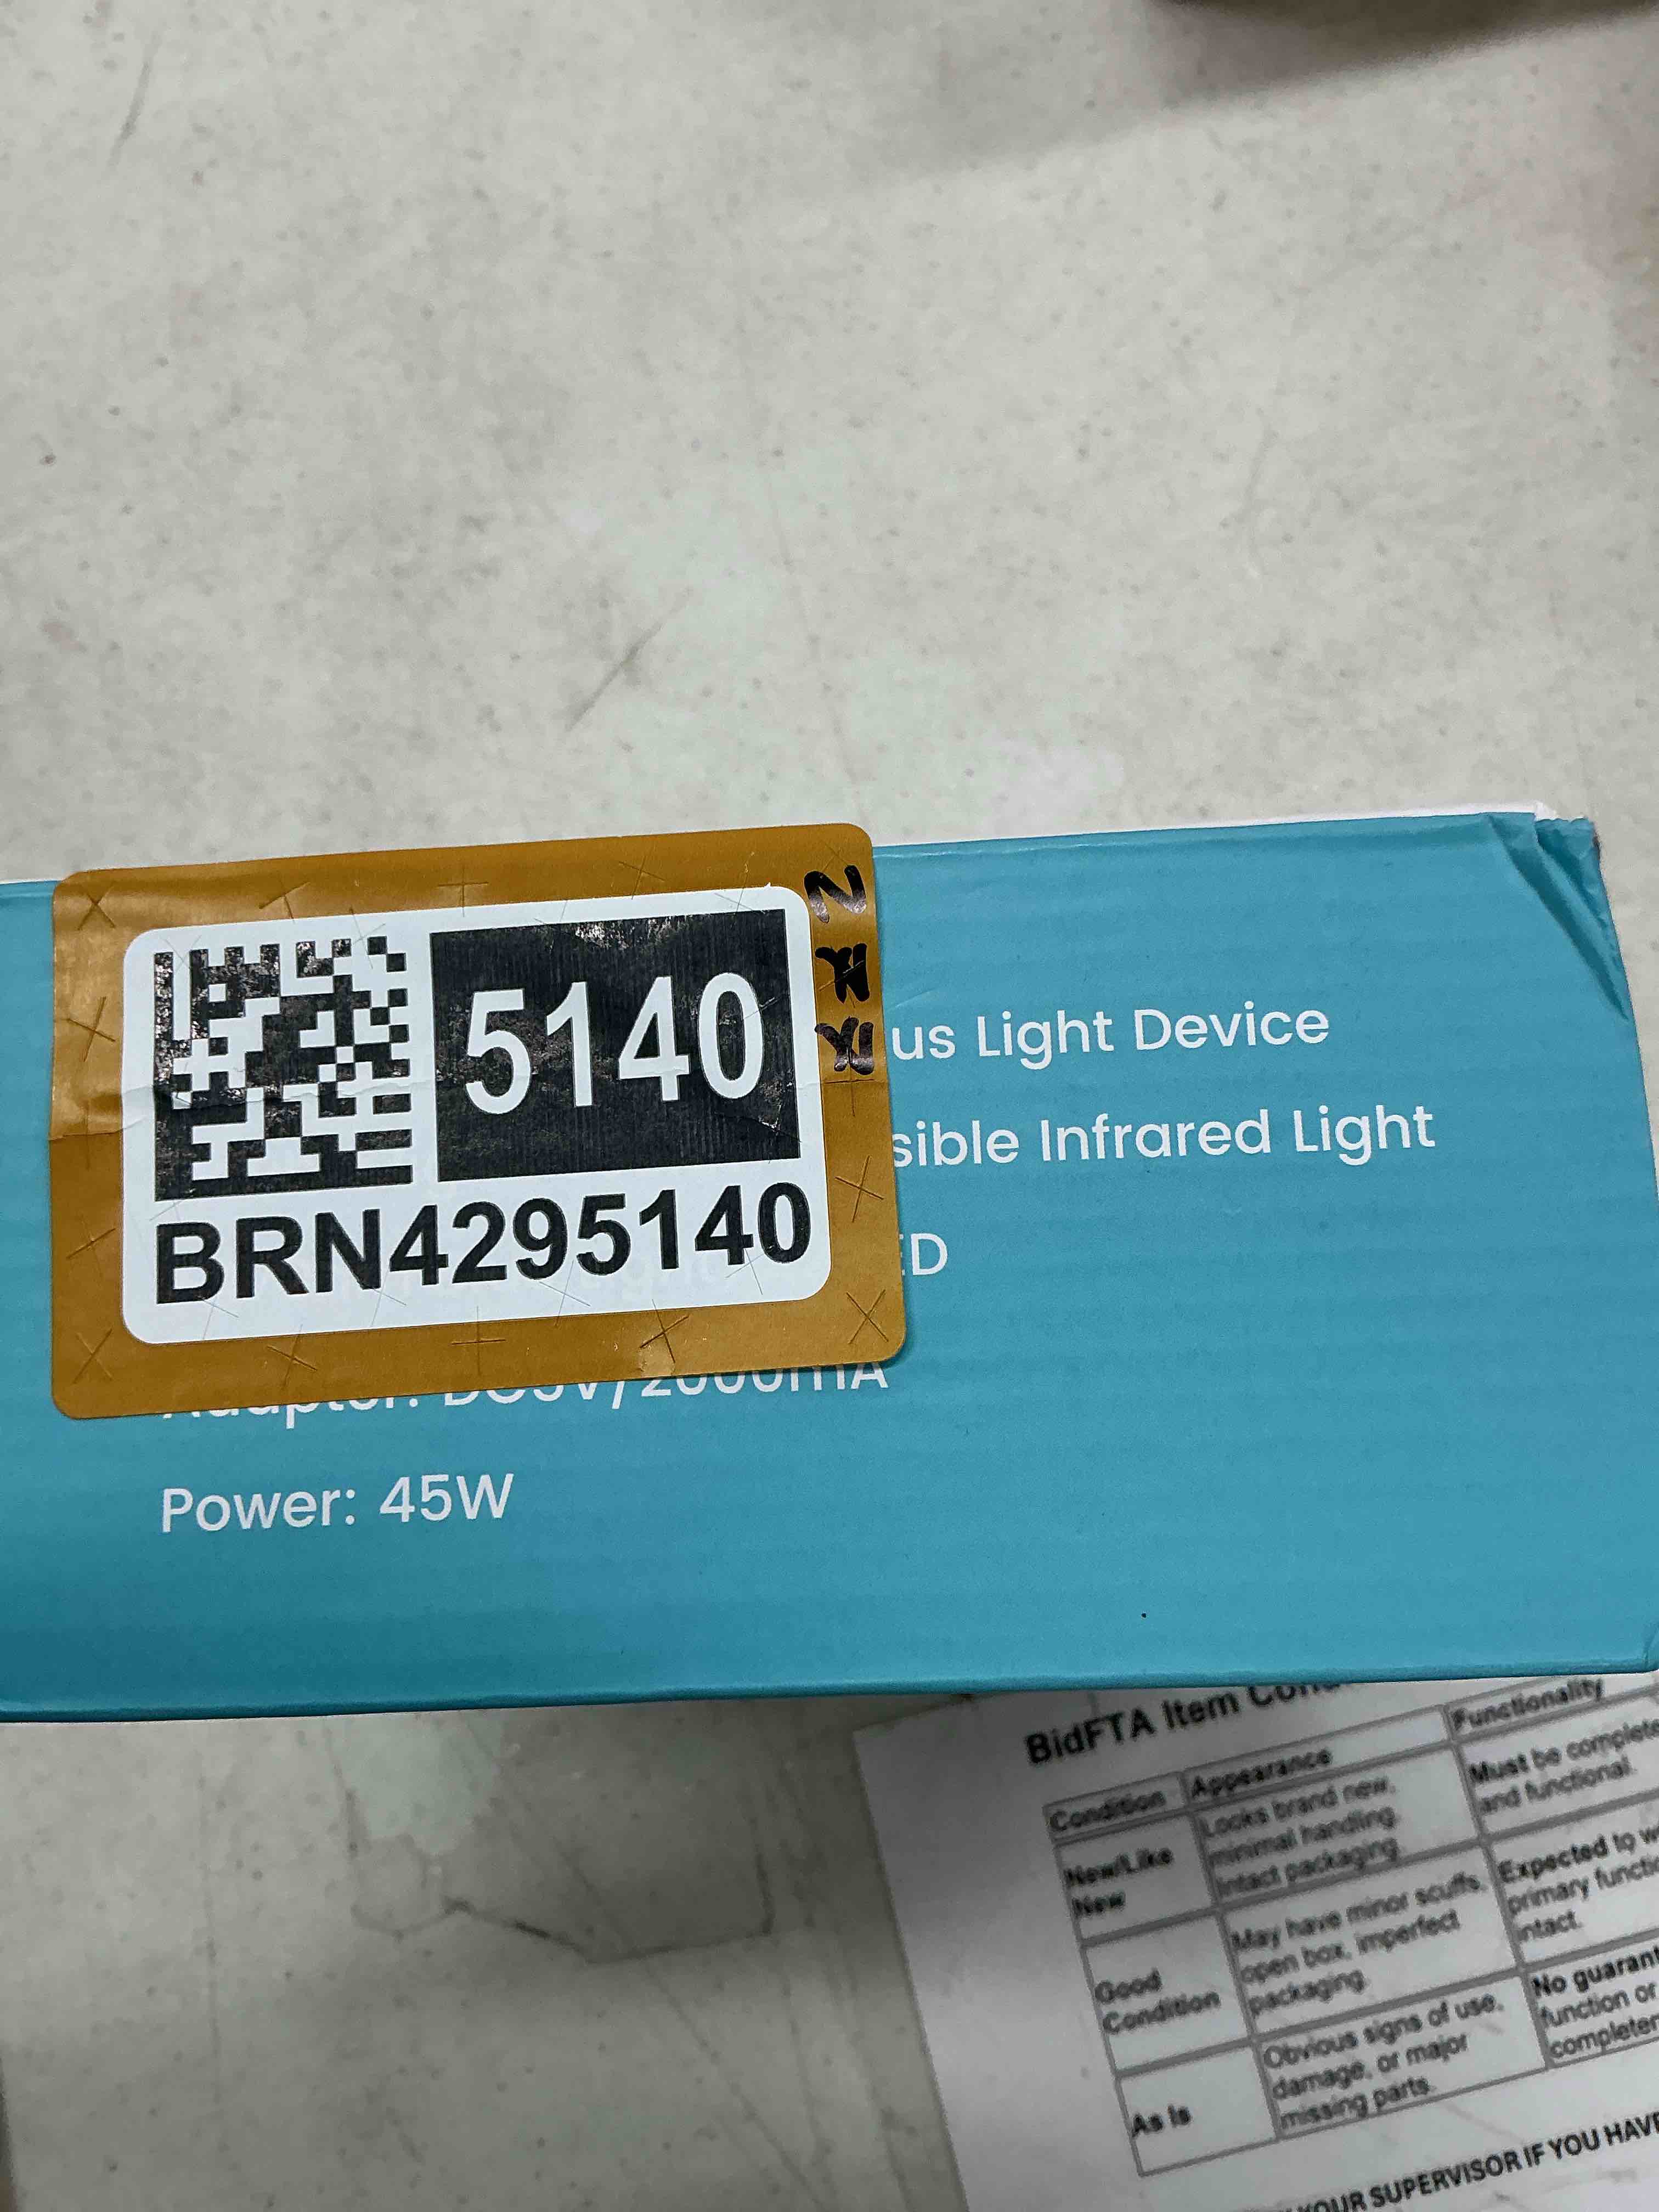 5140
BRN4295140
N
us Light Device
sible Infrared Light
ED
Adaptor: DC5V/2000mA
Power: 45W
BidFTA Item
Condition Appearance Functionality
New/Like New
Looks brand new, minimal handling. Intact packaging.
Must be complete and functional.
Good Condition
May have minor scuffs, open box, imperfect packaging.
Expected to
primary
intact.
As Is
Obvious signs of use, damage, or major missing parts.
No
function or
YOUR SUPERVISOR IF YOU HAVE